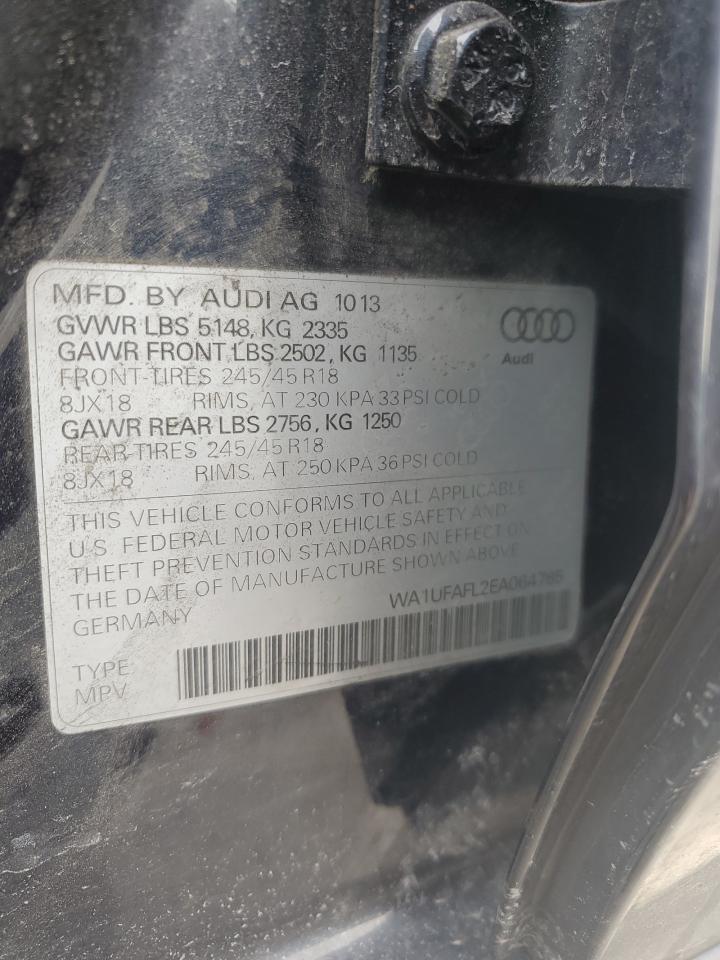 MFD. BY AUDI AG 10 13
GVWR LBS 5148, KG 2335
GAWR FRONT LBS 2502, KG 1135
FRONT-TIRES 245/45 R18
8JX18 RIMS, AT 230 KPA 33 PSI COLD
GAWR REAR LBS 2756, KG 1250
REAR-TIRES 245/45 R18
8JX18 RIMS, AT 250 KPA 36 PSI COLD
Audi
THIS VEHICLE CONFORMS TO ALL APPLICABLE
U.S. FEDERAL MOTOR VEHICLE SAFETY AND
THEFT PREVENTION STANDARDS IN EFFECT ON
THE DATE OF MANUFACTURE SHOWN ABOVE
GERMANY WA1UFAFL2EA064765
TYPE
MPV